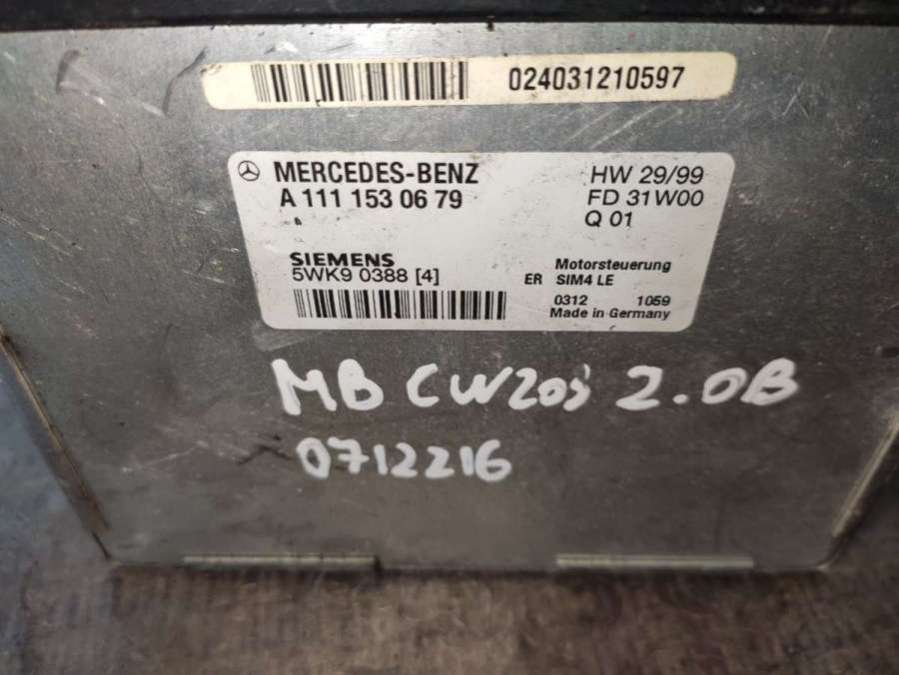 024031210597
MERCEDES-BENZ HW 29/99
A 111 153 06 79 FD 31W00
Q 01
SIEMENS Motorsteuerung
5WK9 0388 [4] ER SIM4 LE
0312 1059
Made in Germany
MB CW203 2.0B
0712216